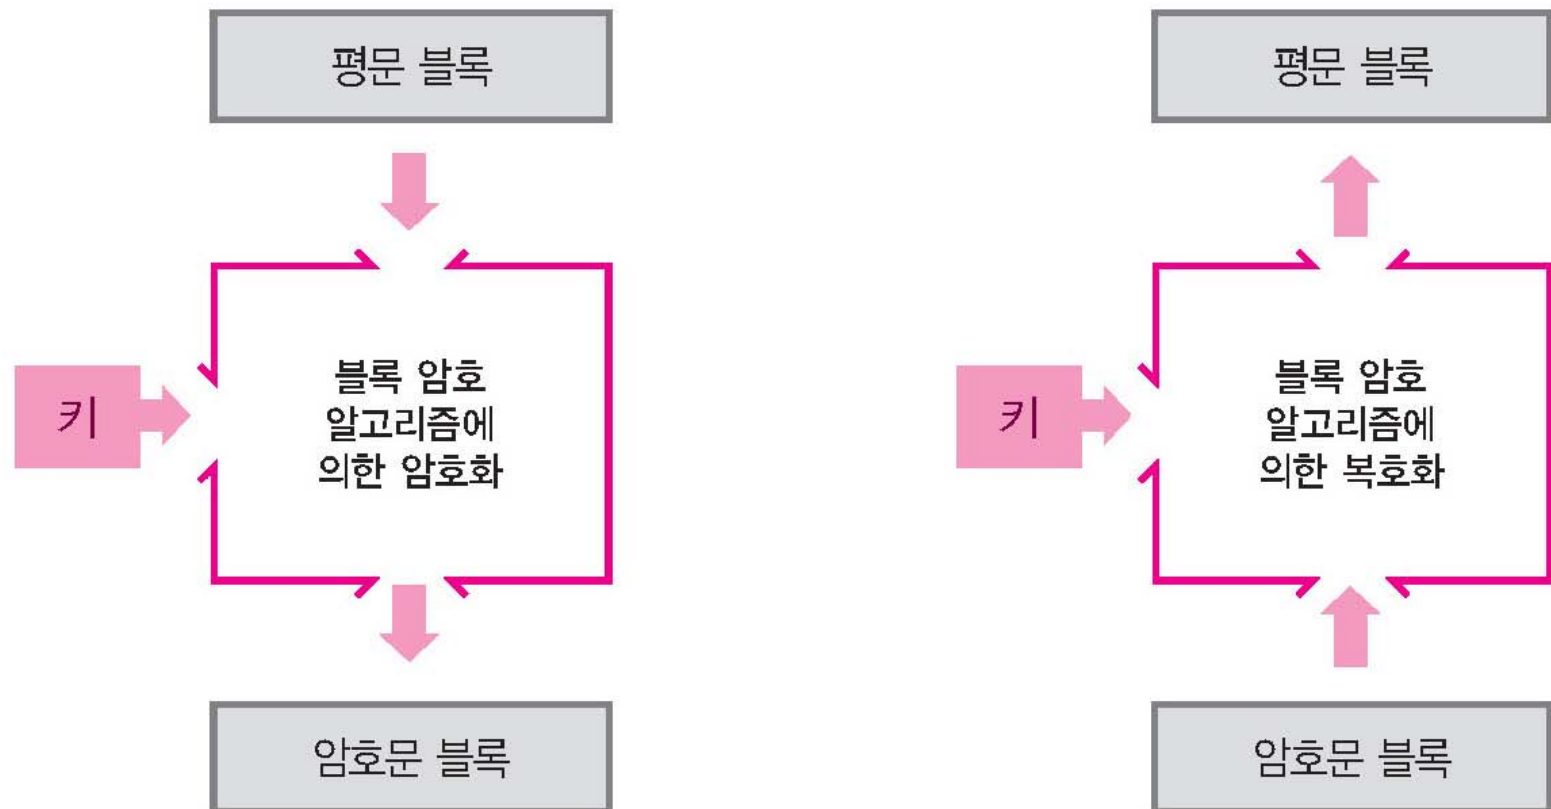 평문 블록
키
블록 암호
알고리즘에
의한 암호화
암호문 블록
평문 블록
키
블록 암호
알고리즘에
의한 복호화
암호문 블록